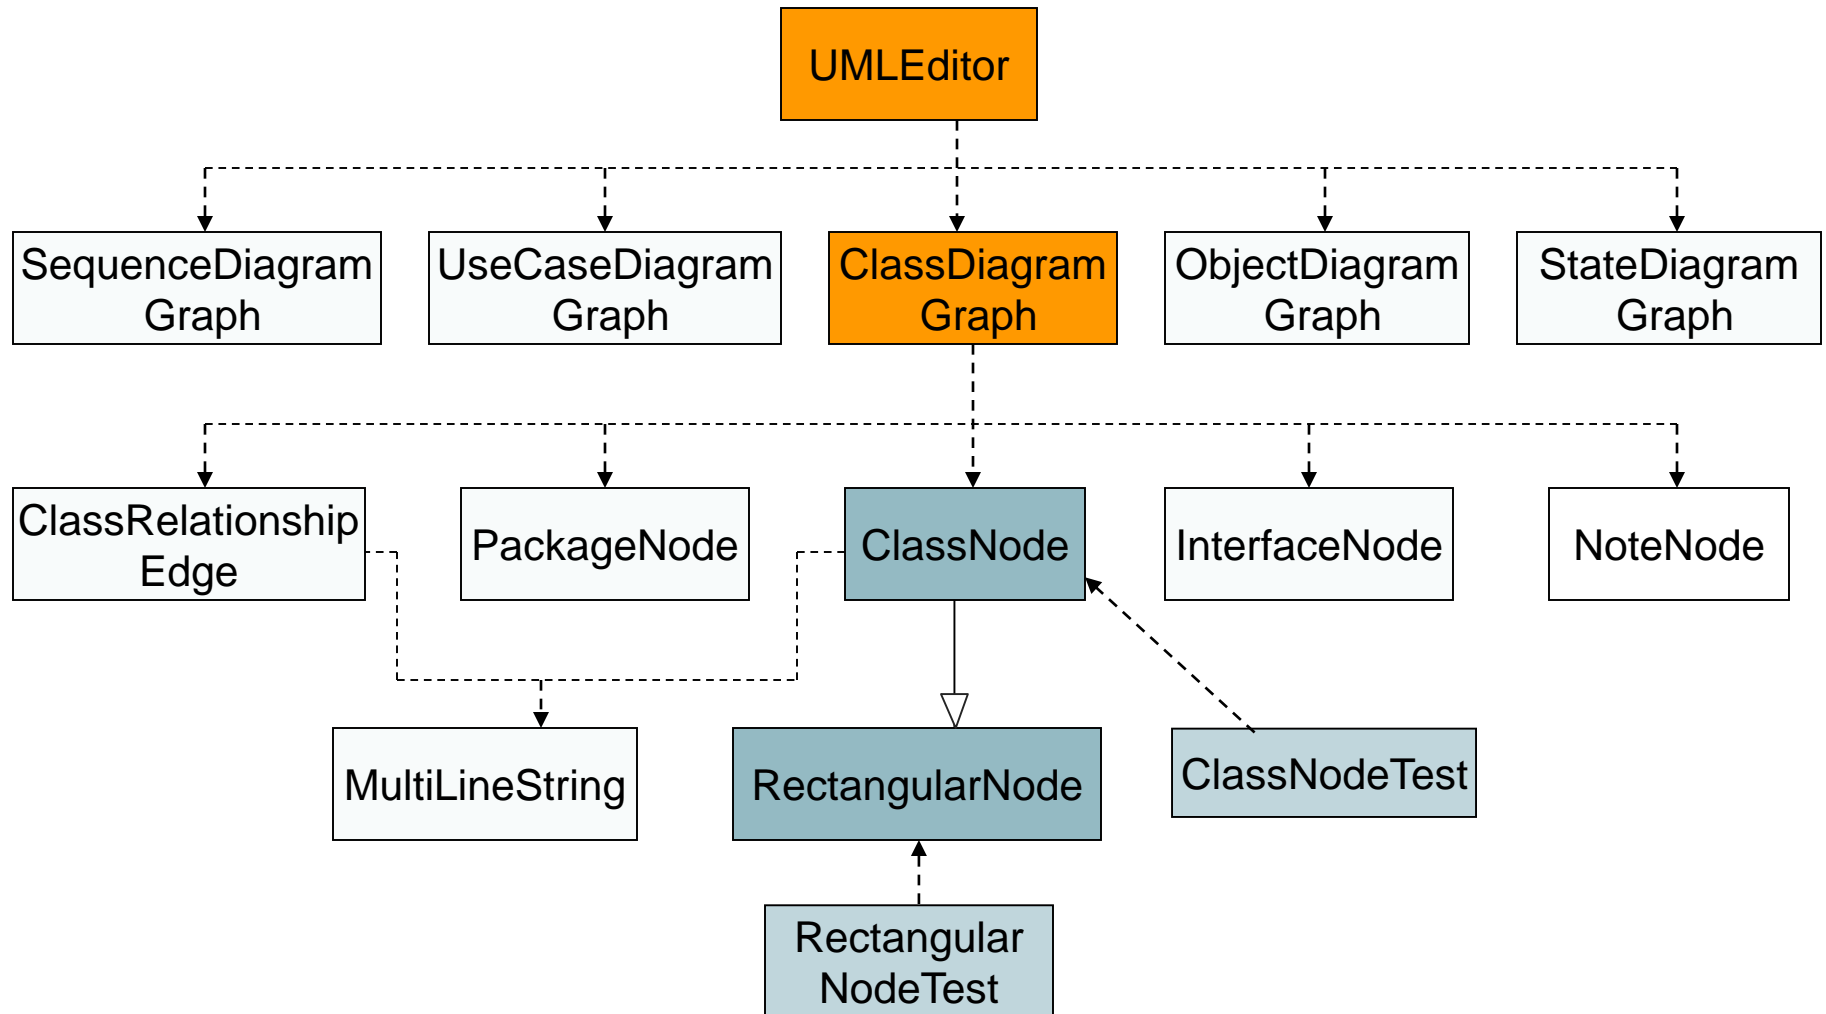 UMLEditor
SequenceDiagram
Graph
UseCaseDiagram
Graph
ClassDiagram
Graph
ObjectDiagram
Graph
StateDiagram
Graph
ClassRelationship
Edge
PackageNode
ClassNode
InterfaceNode
NoteNode
MultiLineString
RectangularNode
ClassNodeTest
Rectangular
NodeTest